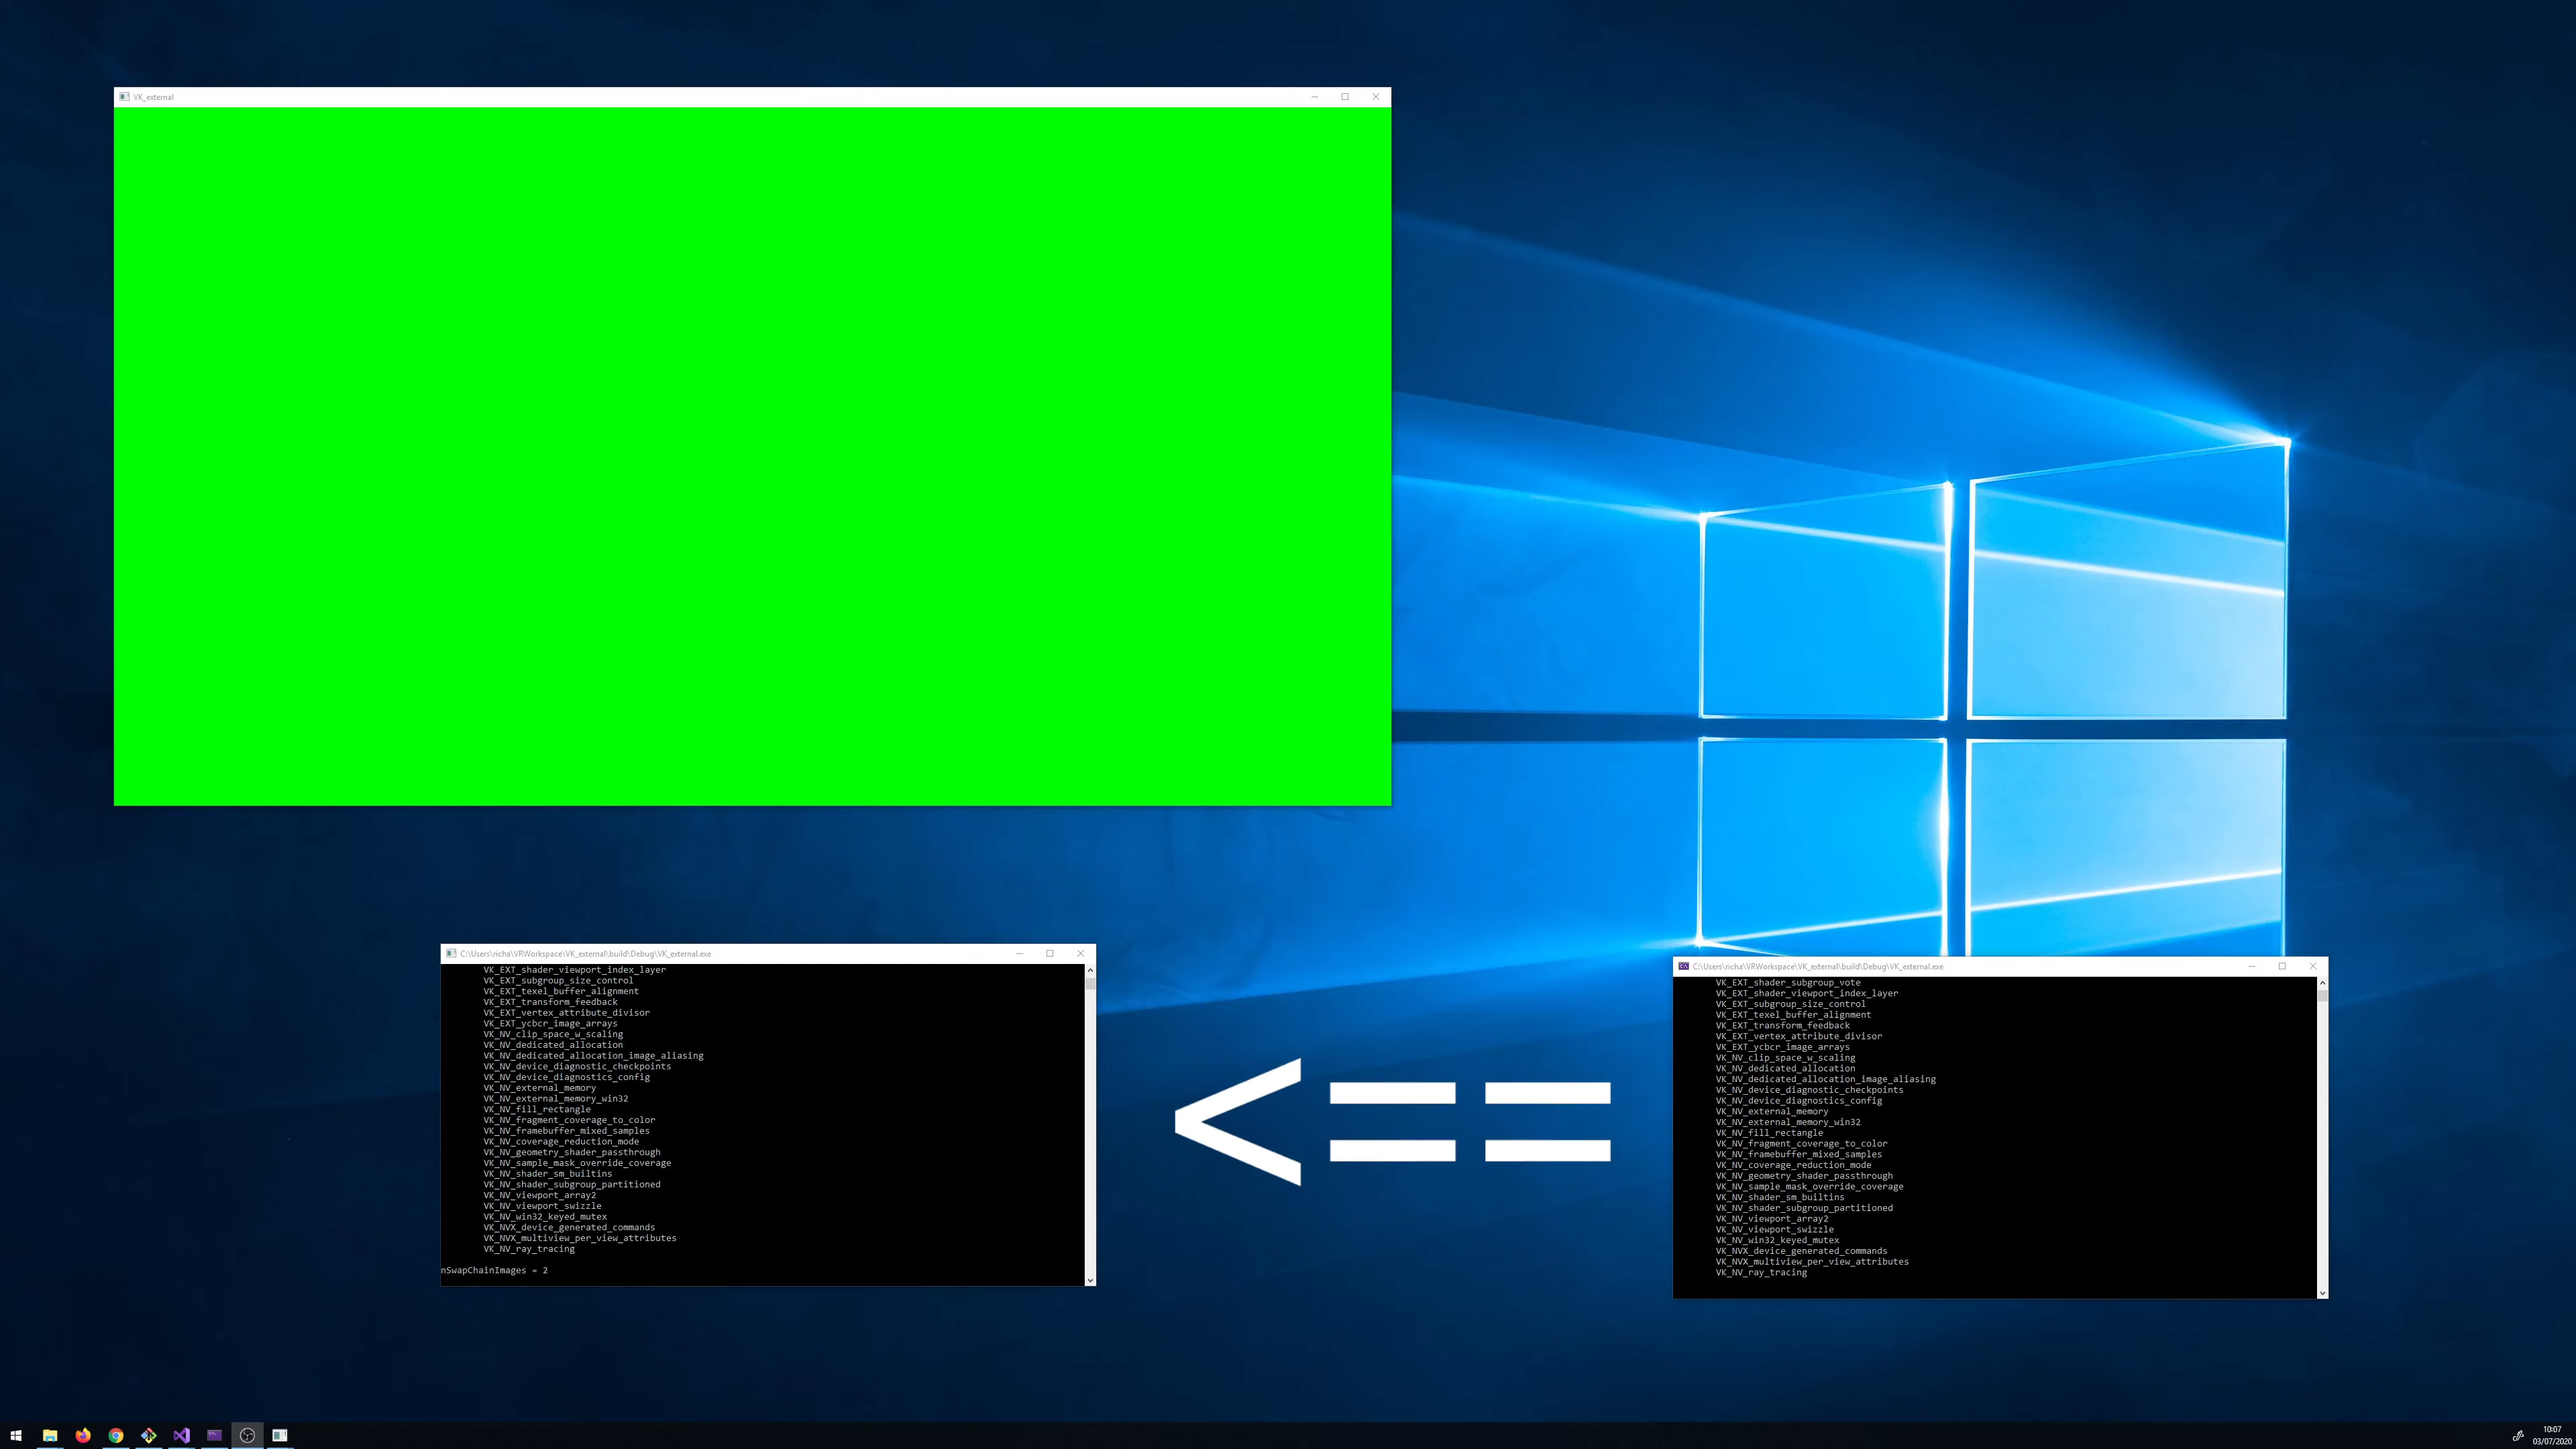 VK_external
C:\Users\richa\VRWorkspace\VK_external\build\Debug\VK_external.exe
VK_EXT_shader_viewport_index_layer
VK_EXT_subgroup_size_control
VK_EXT_texel_buffer_alignment
VK_EXT_transform_feedback
VK_EXT_vertex_attribute_divisor
VK_EXT_ycbcr_image_arrays
VK_NV_clip_space_w_scaling
VK_NV_dedicated_allocation
VK_NV_dedicated_allocation_image_aliasing
VK_NV_device_diagnostic_checkpoints
VK_NV_device_diagnostics_config
VK_NV_external_memory
VK_NV_external_memory_win32
VK_NV_fill_rectangle
VK_NV_fragment_coverage_to_color
VK_NV_framebuffer_mixed_samples
VK_NV_coverage_reduction_mode
VK_NV_geometry_shader_passthrough
VK_NV_sample_mask_override_coverage
VK_NV_shader_sm_builtins
VK_NV_shader_subgroup_partitioned
VK_NV_viewport_array2
VK_NV_viewport_swizzle
VK_NV_win32_keyed_mutex
VK_NVX_device_generated_commands
VK_NVX_multiview_per_view_attributes
VK_NV_ray_tracing
nSwapChainImages = 2
<==
C:\Users\richa\VRWorkspace\VK_external\build\Debug\VK_external.exe
VK_EXT_shader_subgroup_vote
VK_EXT_shader_viewport_index_layer
VK_EXT_subgroup_size_control
VK_EXT_texel_buffer_alignment
VK_EXT_transform_feedback
VK_EXT_vertex_attribute_divisor
VK_EXT_ycbcr_image_arrays
VK_NV_clip_space_w_scaling
VK_NV_dedicated_allocation
VK_NV_dedicated_allocation_image_aliasing
VK_NV_device_diagnostic_checkpoints
VK_NV_device_diagnostics_config
VK_NV_external_memory
VK_NV_external_memory_win32
VK_NV_fill_rectangle
VK_NV_fragment_coverage_to_color
VK_NV_framebuffer_mixed_samples
VK_NV_coverage_reduction_mode
VK_NV_geometry_shader_passthrough
VK_NV_sample_mask_override_coverage
VK_NV_shader_sm_builtins
VK_NV_shader_subgroup_partitioned
VK_NV_viewport_array2
VK_NV_viewport_swizzle
VK_NV_win32_keyed_mutex
VK_NVX_device_generated_commands
VK_NVX_multiview_per_view_attributes
VK_NV_ray_tracing
10:07
03/07/2020